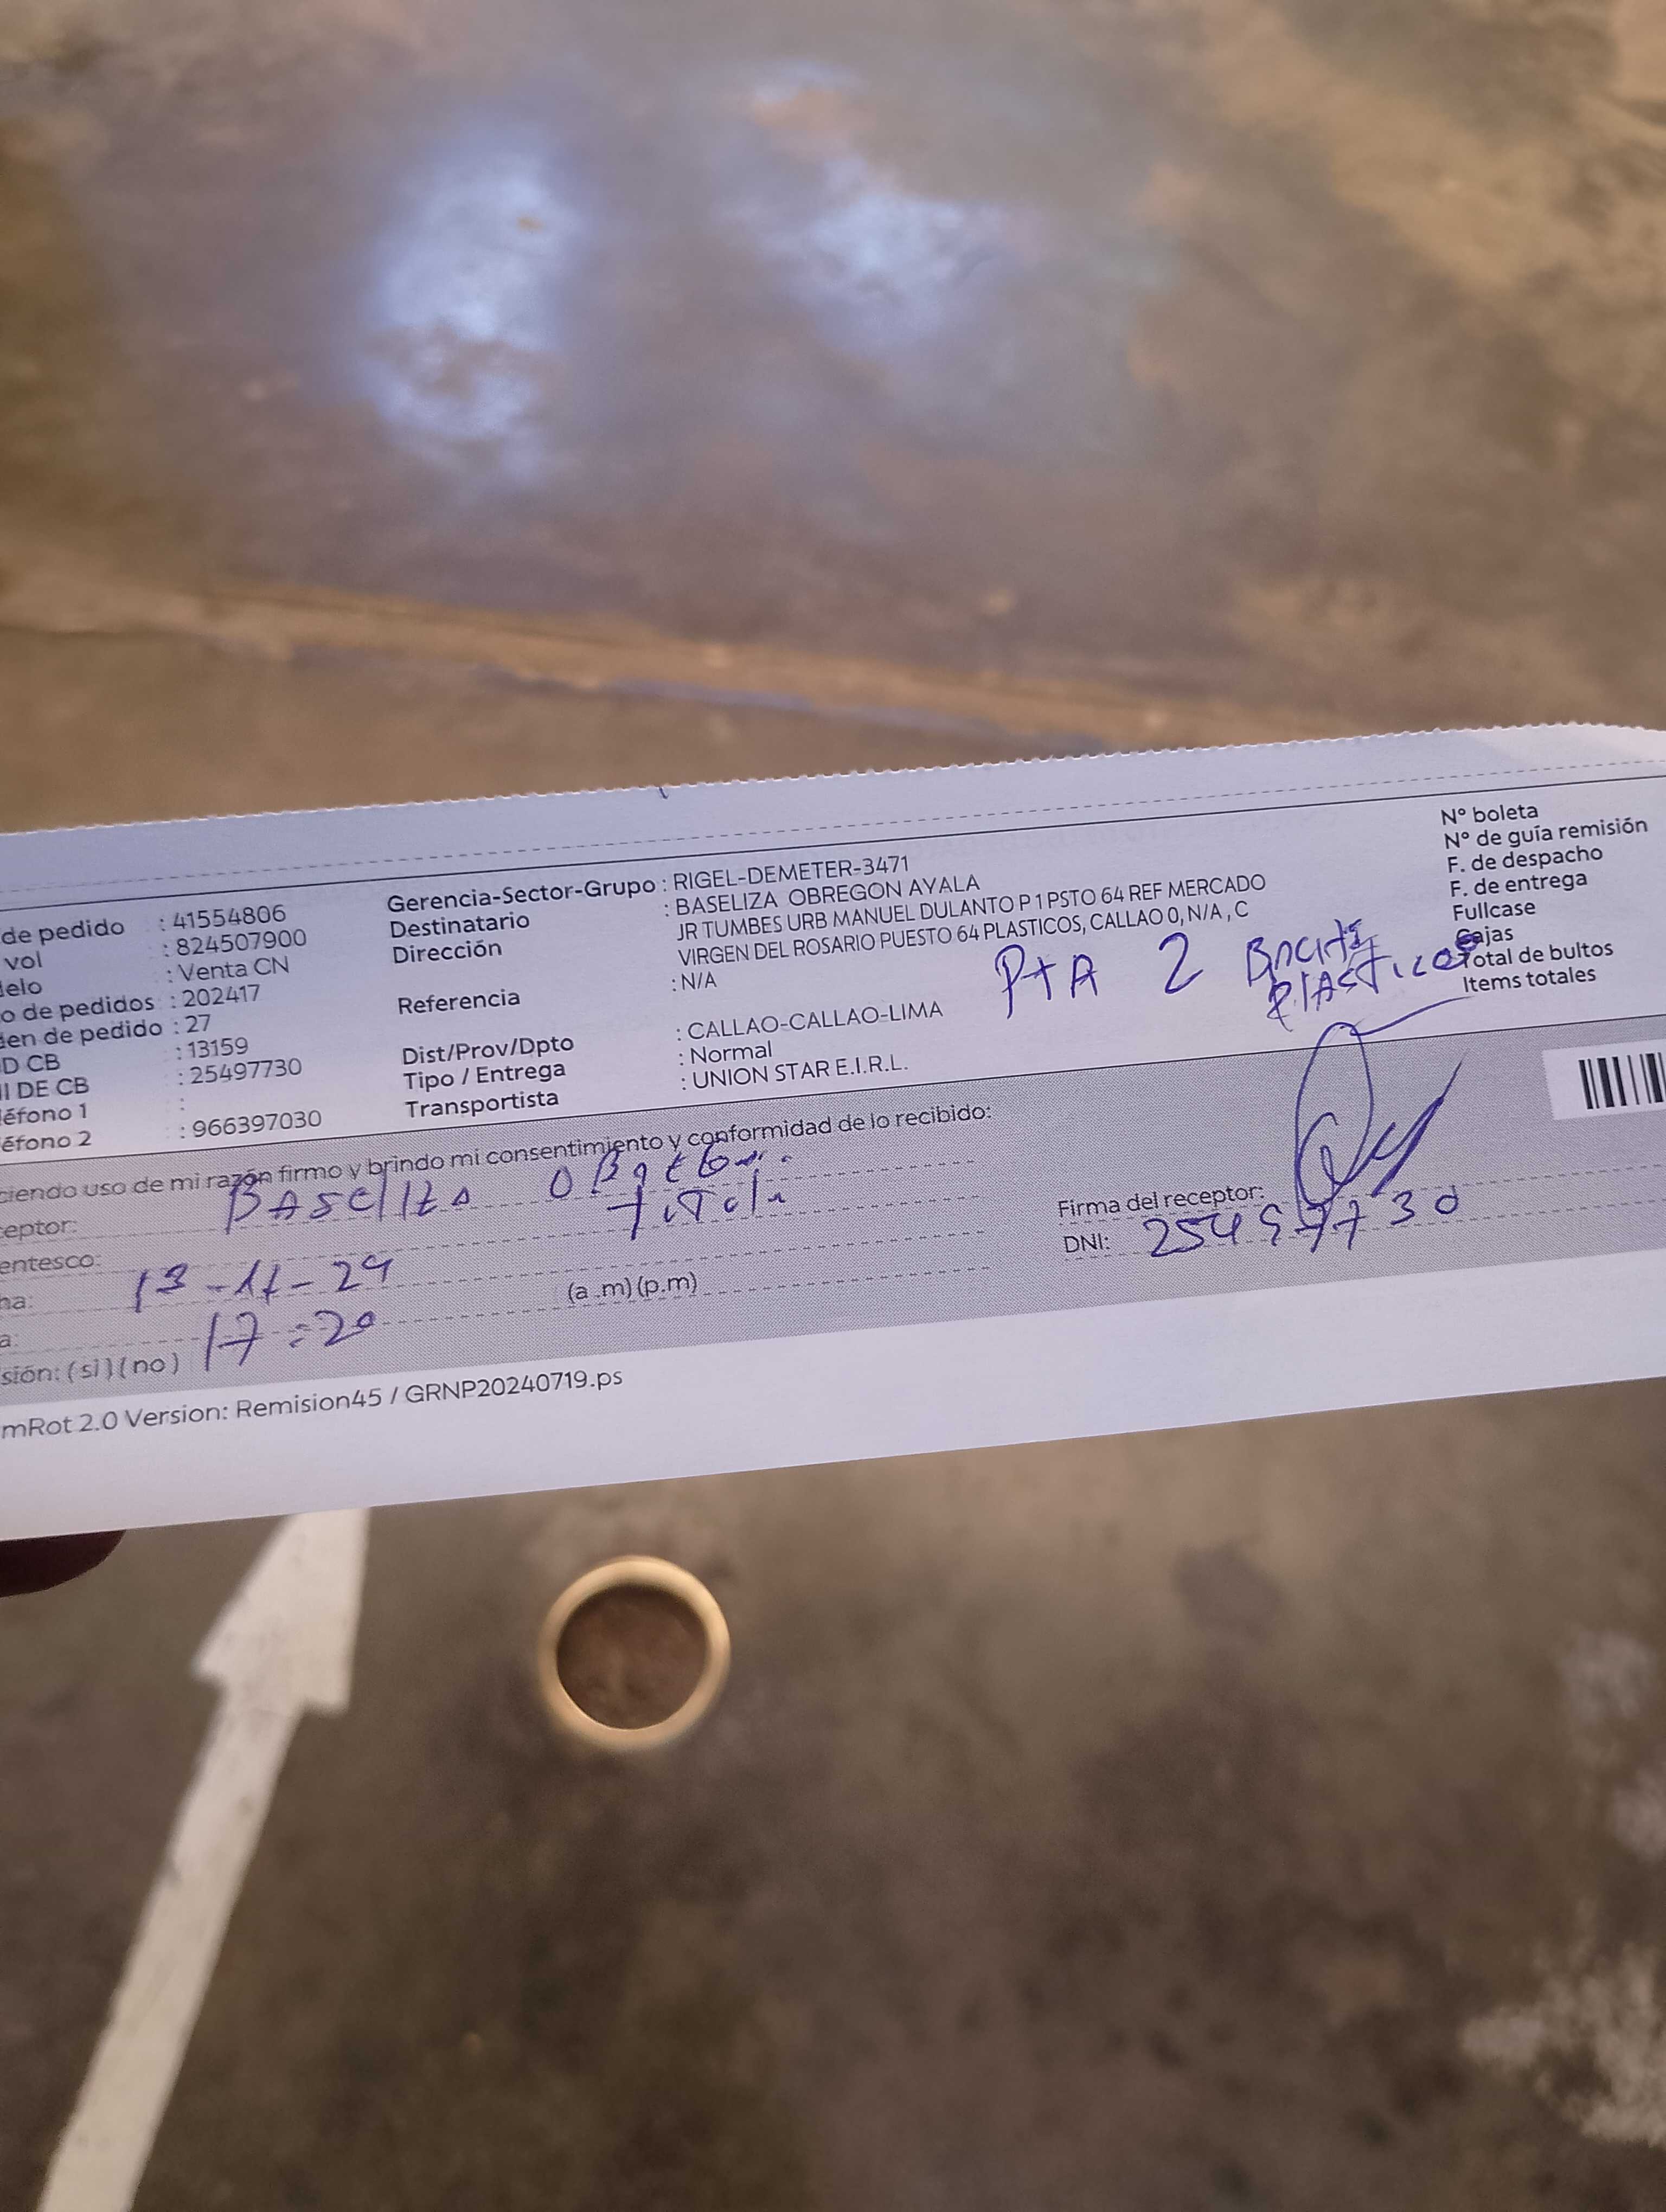 de pedido : 41554806
vol : 824507900
elo : Venta CN
o de pedidos : 202417
den de pedido : 27
D CB : 13159
I DE CB : 25497730
léfono 1 :
éfono 2 : 966397030
Gerencia-Sector-Grupo : RIGEL-DEMETER-3471
Destinatario : BASELIZA OBREGON AYALA
Dirección JR TUMBES URB MANUEL DULANTO P 1 PSTO 64 REF MERCADO
VIRGEN DEL ROSARIO PUESTO 64 PLASTICOS, CALLAO 0, N/A , C
Referencia : N/A
Dist/Prov/Dpto : CALLAO-CALLAO-LIMA
Tipo / Entrega : Normal
Transportista : UNION STAR E.I.R.L.
PtA 2
PlAsticos
N° boleta
N° de guía remisión
F. de despacho
F. de entrega
Fullcase
Cajas
Total de bultos
Items totales
ciendo uso de mi razón firmo y brindo mi consentimiento y conformidad de lo recibido:
ceptor: BAseliza
entesco:
ha: 13-11-24
a: 17:20 (a .m) (p.m)
sión: (si) (no)
Firma del receptor:
DNI: 25497730
mRot 2.0 Version: Remision45 / GRNP20240719.ps